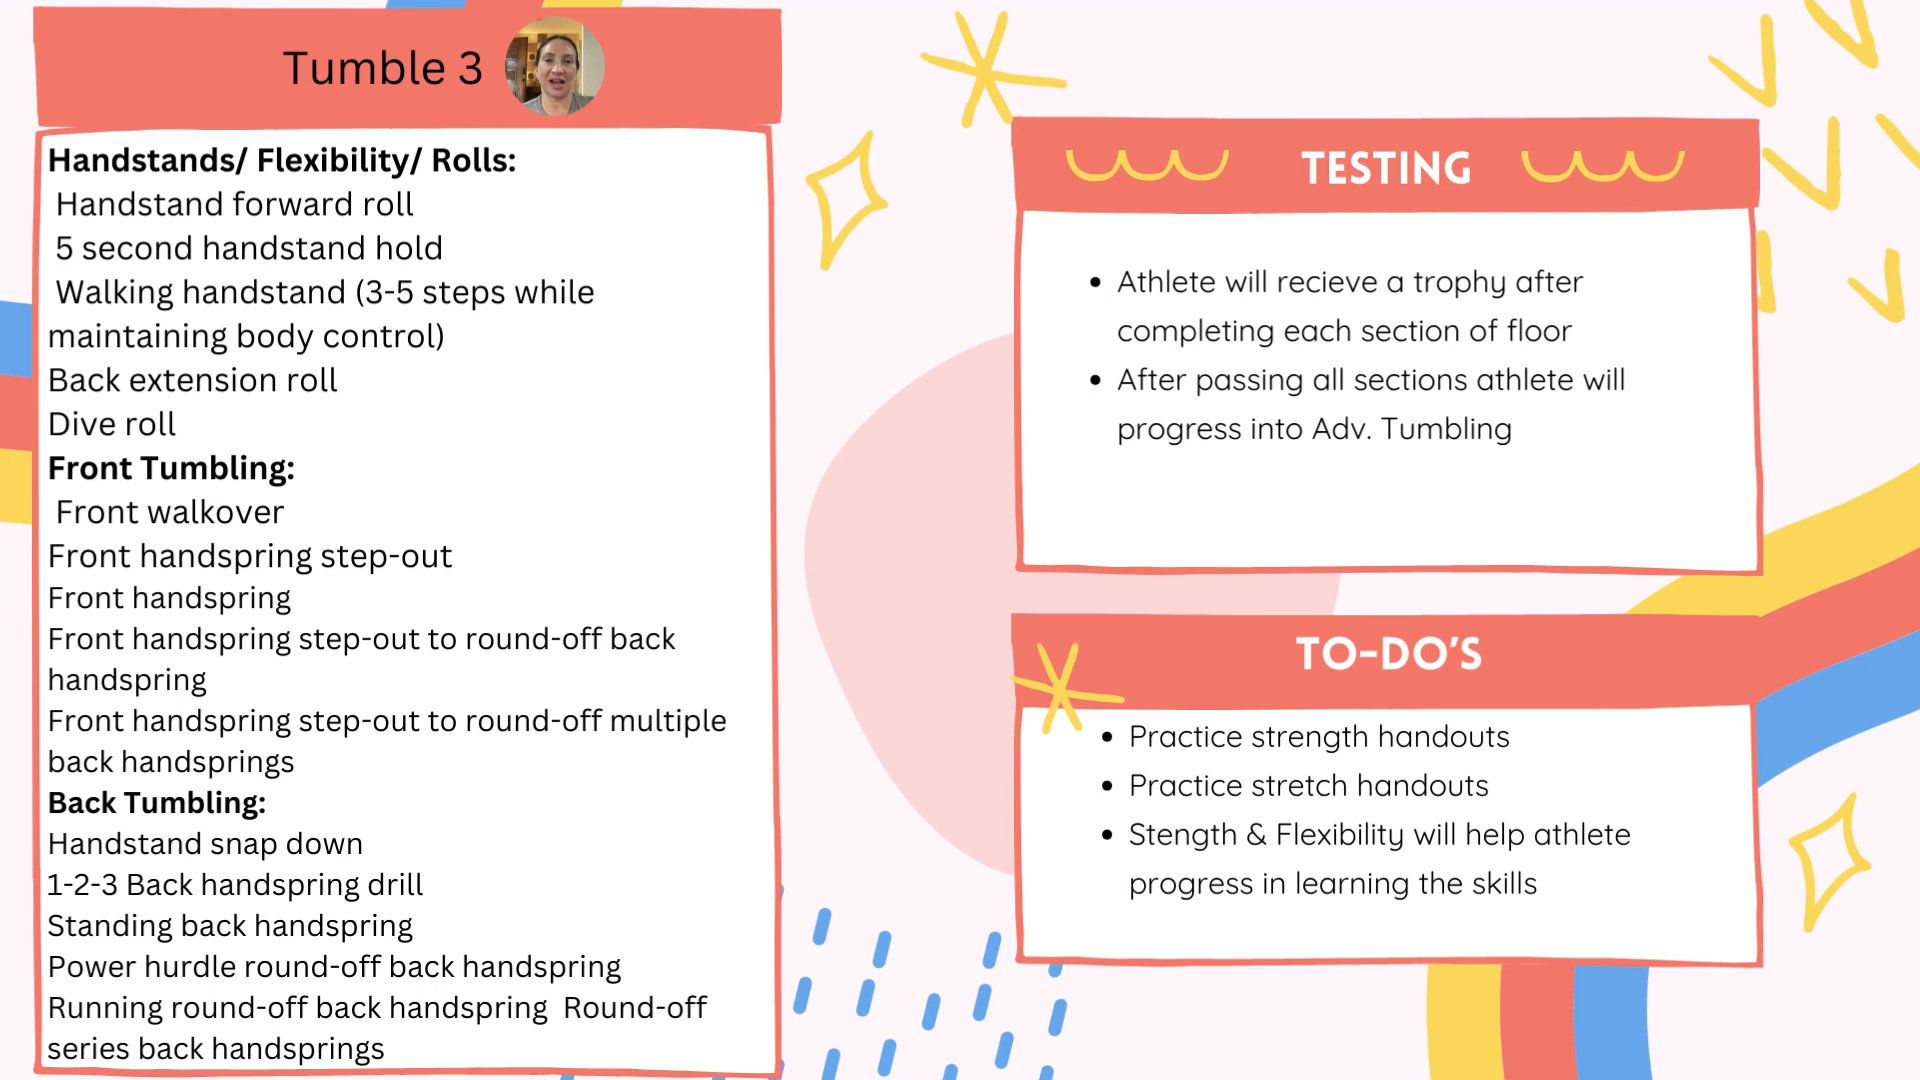 Tumble 3
Handstands/ Flexibility/ Rolls:
Handstand forward roll
5 second handstand hold
Walking handstand (3-5 steps while
maintaining body control)
Back extension roll
Dive roll
Front Tumbling:
Front walkover
Front handspring step-out
Front handspring
Front handspring step-out to round-off back
handspring
Front handspring step-out to round-off multiple
back handsprings
Back Tumbling:
Handstand snap down
1-2-3 Back handspring drill
Standing back handspring
Power hurdle round-off back handspring
Running round-off back handspring  Round-off
series back handsprings
TESTING
• Athlete will recieve a trophy after
completing each section of floor
• After passing all sections athlete will
progress into Adv. Tumbling
TO-DO'S
• Practice strength handouts
• Practice stretch handouts
• Stength & Flexibility will help athlete
progress in learning the skills